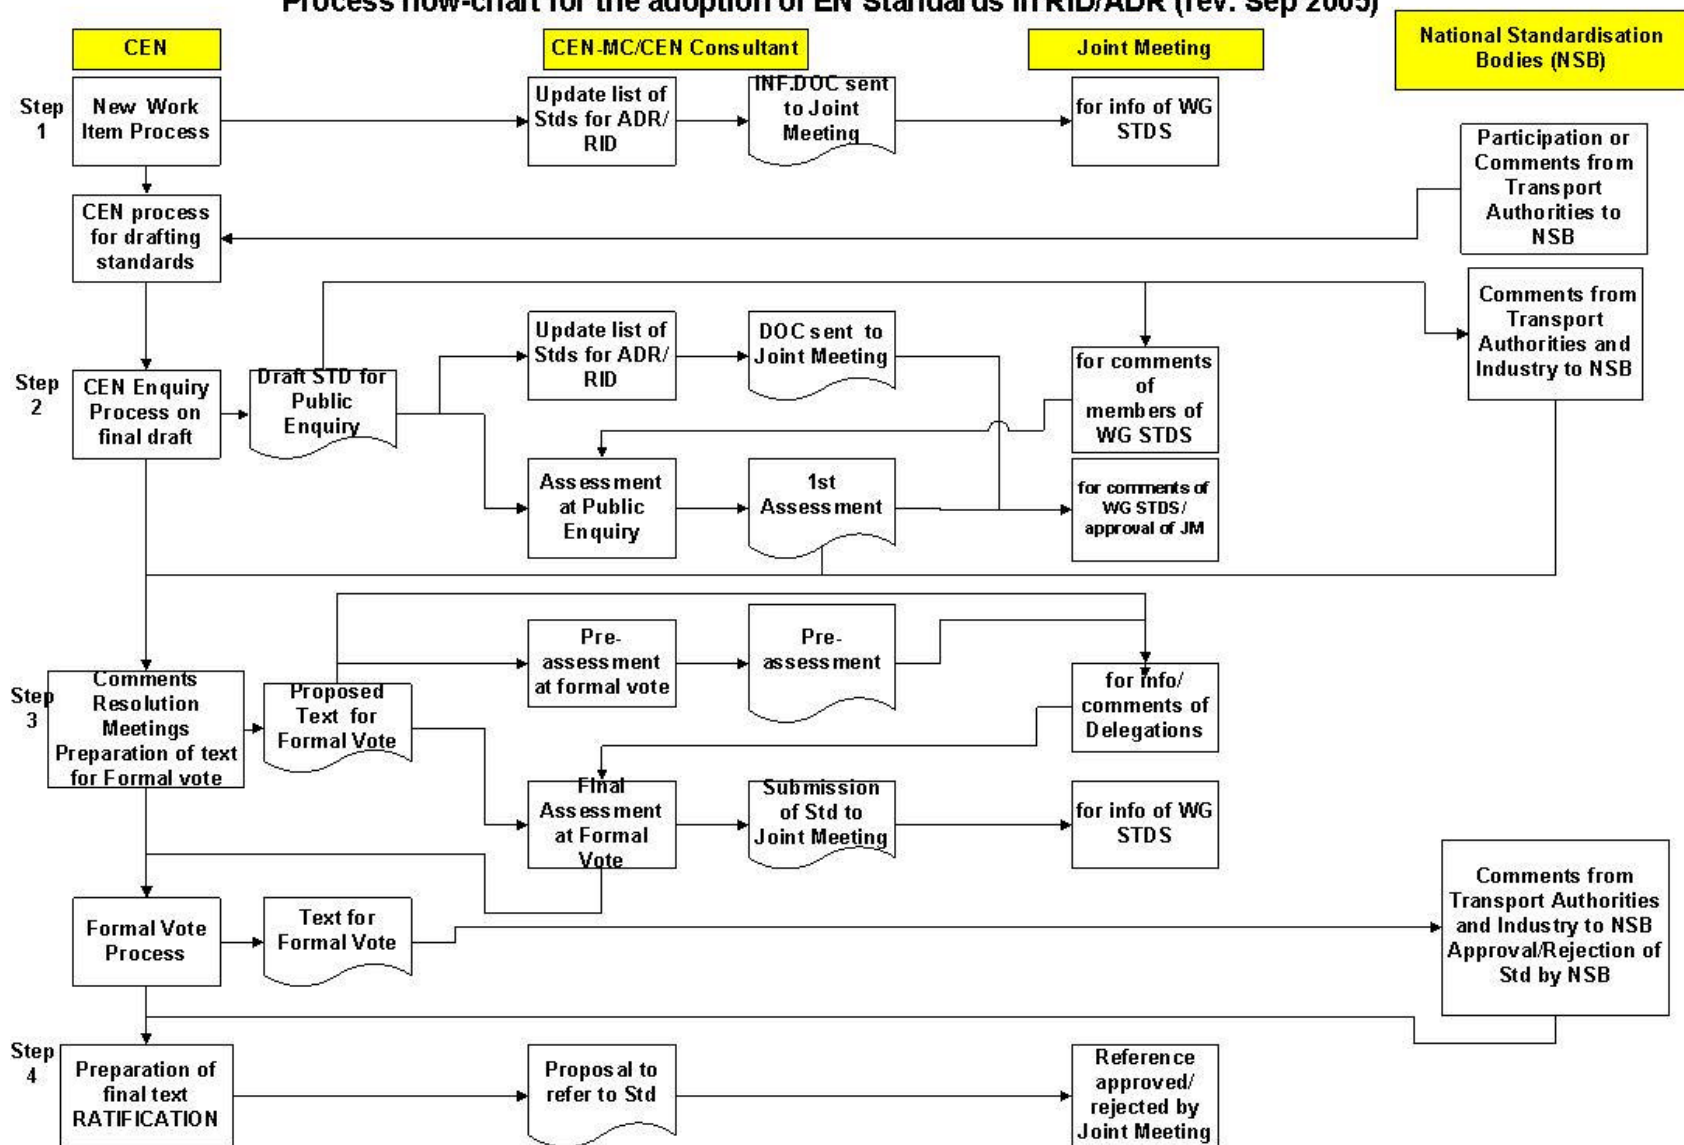 Process flow-chart for the adoption of EN Standards in RID/ADR (rev. Sep 2005)
CEN
CEN-MC/CEN Consultant
Joint Meeting
National Standardisation
Bodies (NSB)
Step
1
New Work
Item Process
Update list of
Stds for ADR/
RID
INF.DOC sent
to Joint
Meeting
for info of WG
STDS
Participation or
Comments from
Transport
Authorities to
NSB
CEN process
for drafting
standards
Step
2
CEN Enquiry
Process on
final draft
Draft STD for
Public
Enquiry
Update list of
Stds for ADR/
RID
DOC sent to
Joint Meeting
for comments
of
members of
WG STDS
Comments from
Transport
Authorities and
Industry to NSB
Assessment
at Public
Enquiry
1st
Assessment
for comments of
WG STDS/
approval of JM
Step
3
Comments
Resolution
Meetings
Preparation of text
for Formal vote
Proposed
Text for
Formal Vote
Pre-
assessment
at formal vote
Pre-
assessment
for info/
comments of
Delegations
Final
Assessment
at Formal
Vote
Submission
of Std to
Joint Meeting
for info of WG
STDS
Formal Vote
Process
Text for
Formal Vote
Comments from
Transport Authorities
and Industry to NSB
Approval/Rejection of
Std by NSB
Step
4
Preparation of
final text
RATIFICATION
Proposal to
refer to Std
Reference
approved/
rejected by
Joint Meeting